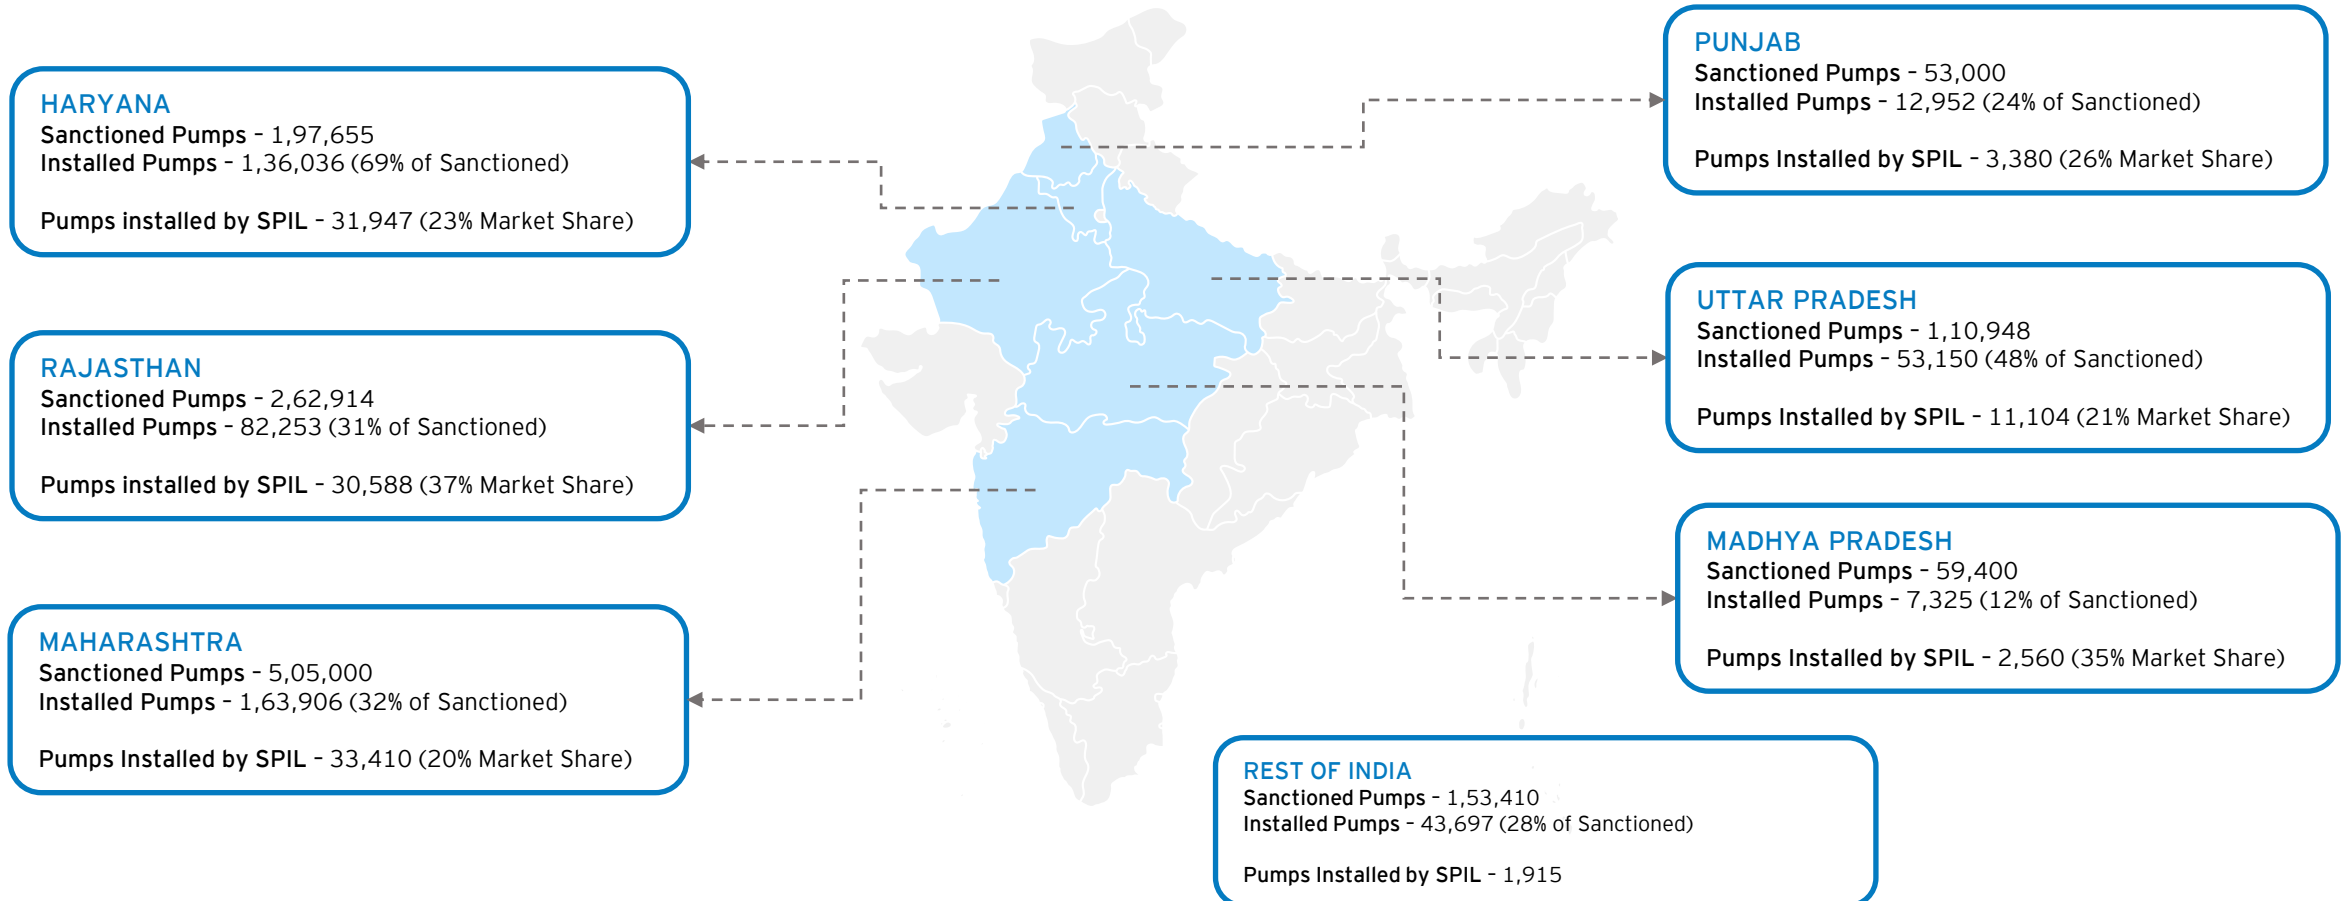 HARYANA
Sanctioned Pumps – 1,97,655
Installed Pumps – 1,36,036 (69% of Sanctioned)
Pumps installed by SPIL – 31,947 (23% Market Share)
RAJASTHAN
Sanctioned Pumps – 2,62,914
Installed Pumps – 82,253 (31% of Sanctioned)
Pumps installed by SPIL – 30,588 (37% Market Share)
MAHARASHTRA
Sanctioned Pumps – 5,05,000
Installed Pumps – 1,63,906 (32% of Sanctioned)
Pumps Installed by SPIL – 33,410 (20% Market Share)
PUNJAB
Sanctioned Pumps – 53,000
Installed Pumps – 12,952 (24% of Sanctioned)
Pumps Installed by SPIL – 3,380 (26% Market Share)
UTTAR PRADESH
Sanctioned Pumps – 1,10,948
Installed Pumps – 53,150 (48% of Sanctioned)
Pumps Installed by SPIL – 11,104 (21% Market Share)
MADHYA PRADESH
Sanctioned Pumps – 59,400
Installed Pumps – 7,325 (12% of Sanctioned)
Pumps Installed by SPIL – 2,560 (35% Market Share)
REST OF INDIA
Sanctioned Pumps – 1,53,410
Installed Pumps – 43,697 (28% of Sanctioned)
Pumps Installed by SPIL – 1,915